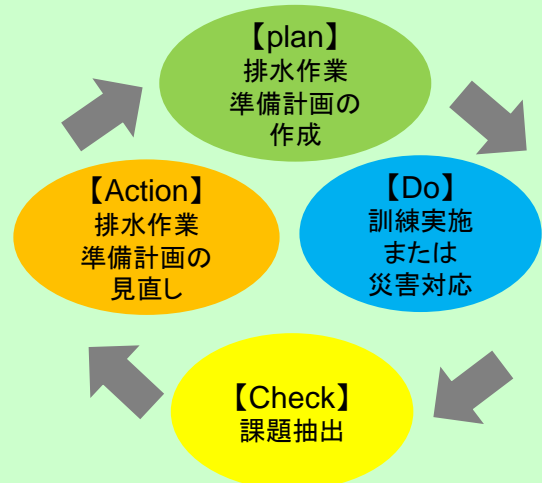 【plan】
排水作業
準備計画の
作成
【Do】
訓練実施
または
災害対応
【Check】
課題抽出
【Action】
排水作業
準備計画の
見直し